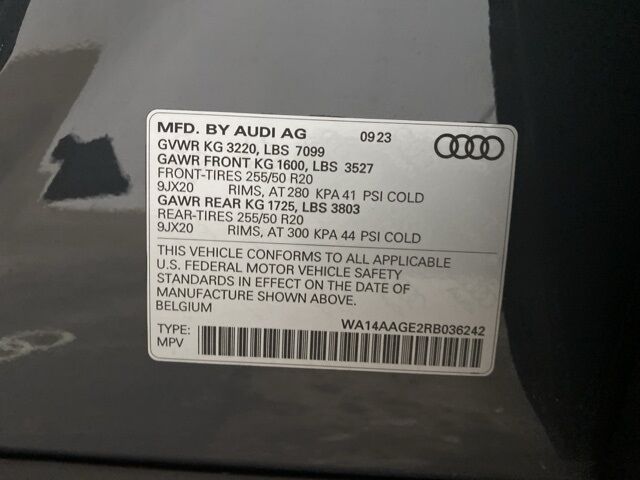 MFD. BY AUDI AG 09 23
GVWR KG 3220, LBS 7099
GAWR FRONT KG 1600, LBS 3527
FRONT-TIRES 255/50 R20
9JX20 RIMS, AT 280 KPA 41 PSI COLD
GAWR REAR KG 1725, LBS 3803
REAR-TIRES 255/50 R20
9JX20 RIMS, AT 300 KPA 44 PSI COLD
THIS VEHICLE CONFORMS TO ALL APPLICABLE
U.S. FEDERAL MOTOR VEHICLE SAFETY
STANDARDS IN EFFECT ON THE DATE OF
MANUFACTURE SHOWN ABOVE.
BELGIUM
WA14AAGE2RB036242
TYPE:
MPV